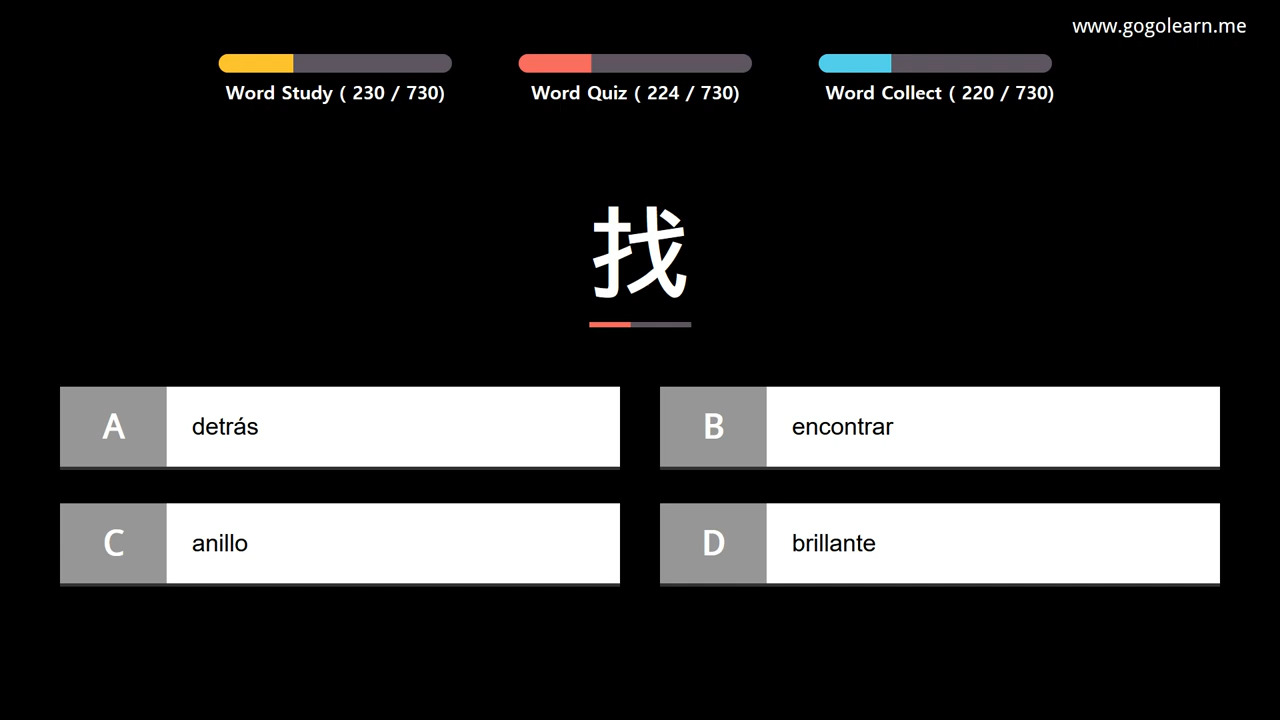 www.gogolearn.me
Word Study ( 230 / 730)
Word Quiz ( 224 / 730)
Word Collect ( 220 / 730)
找
A detrás
B encontrar
C anillo
D brillante